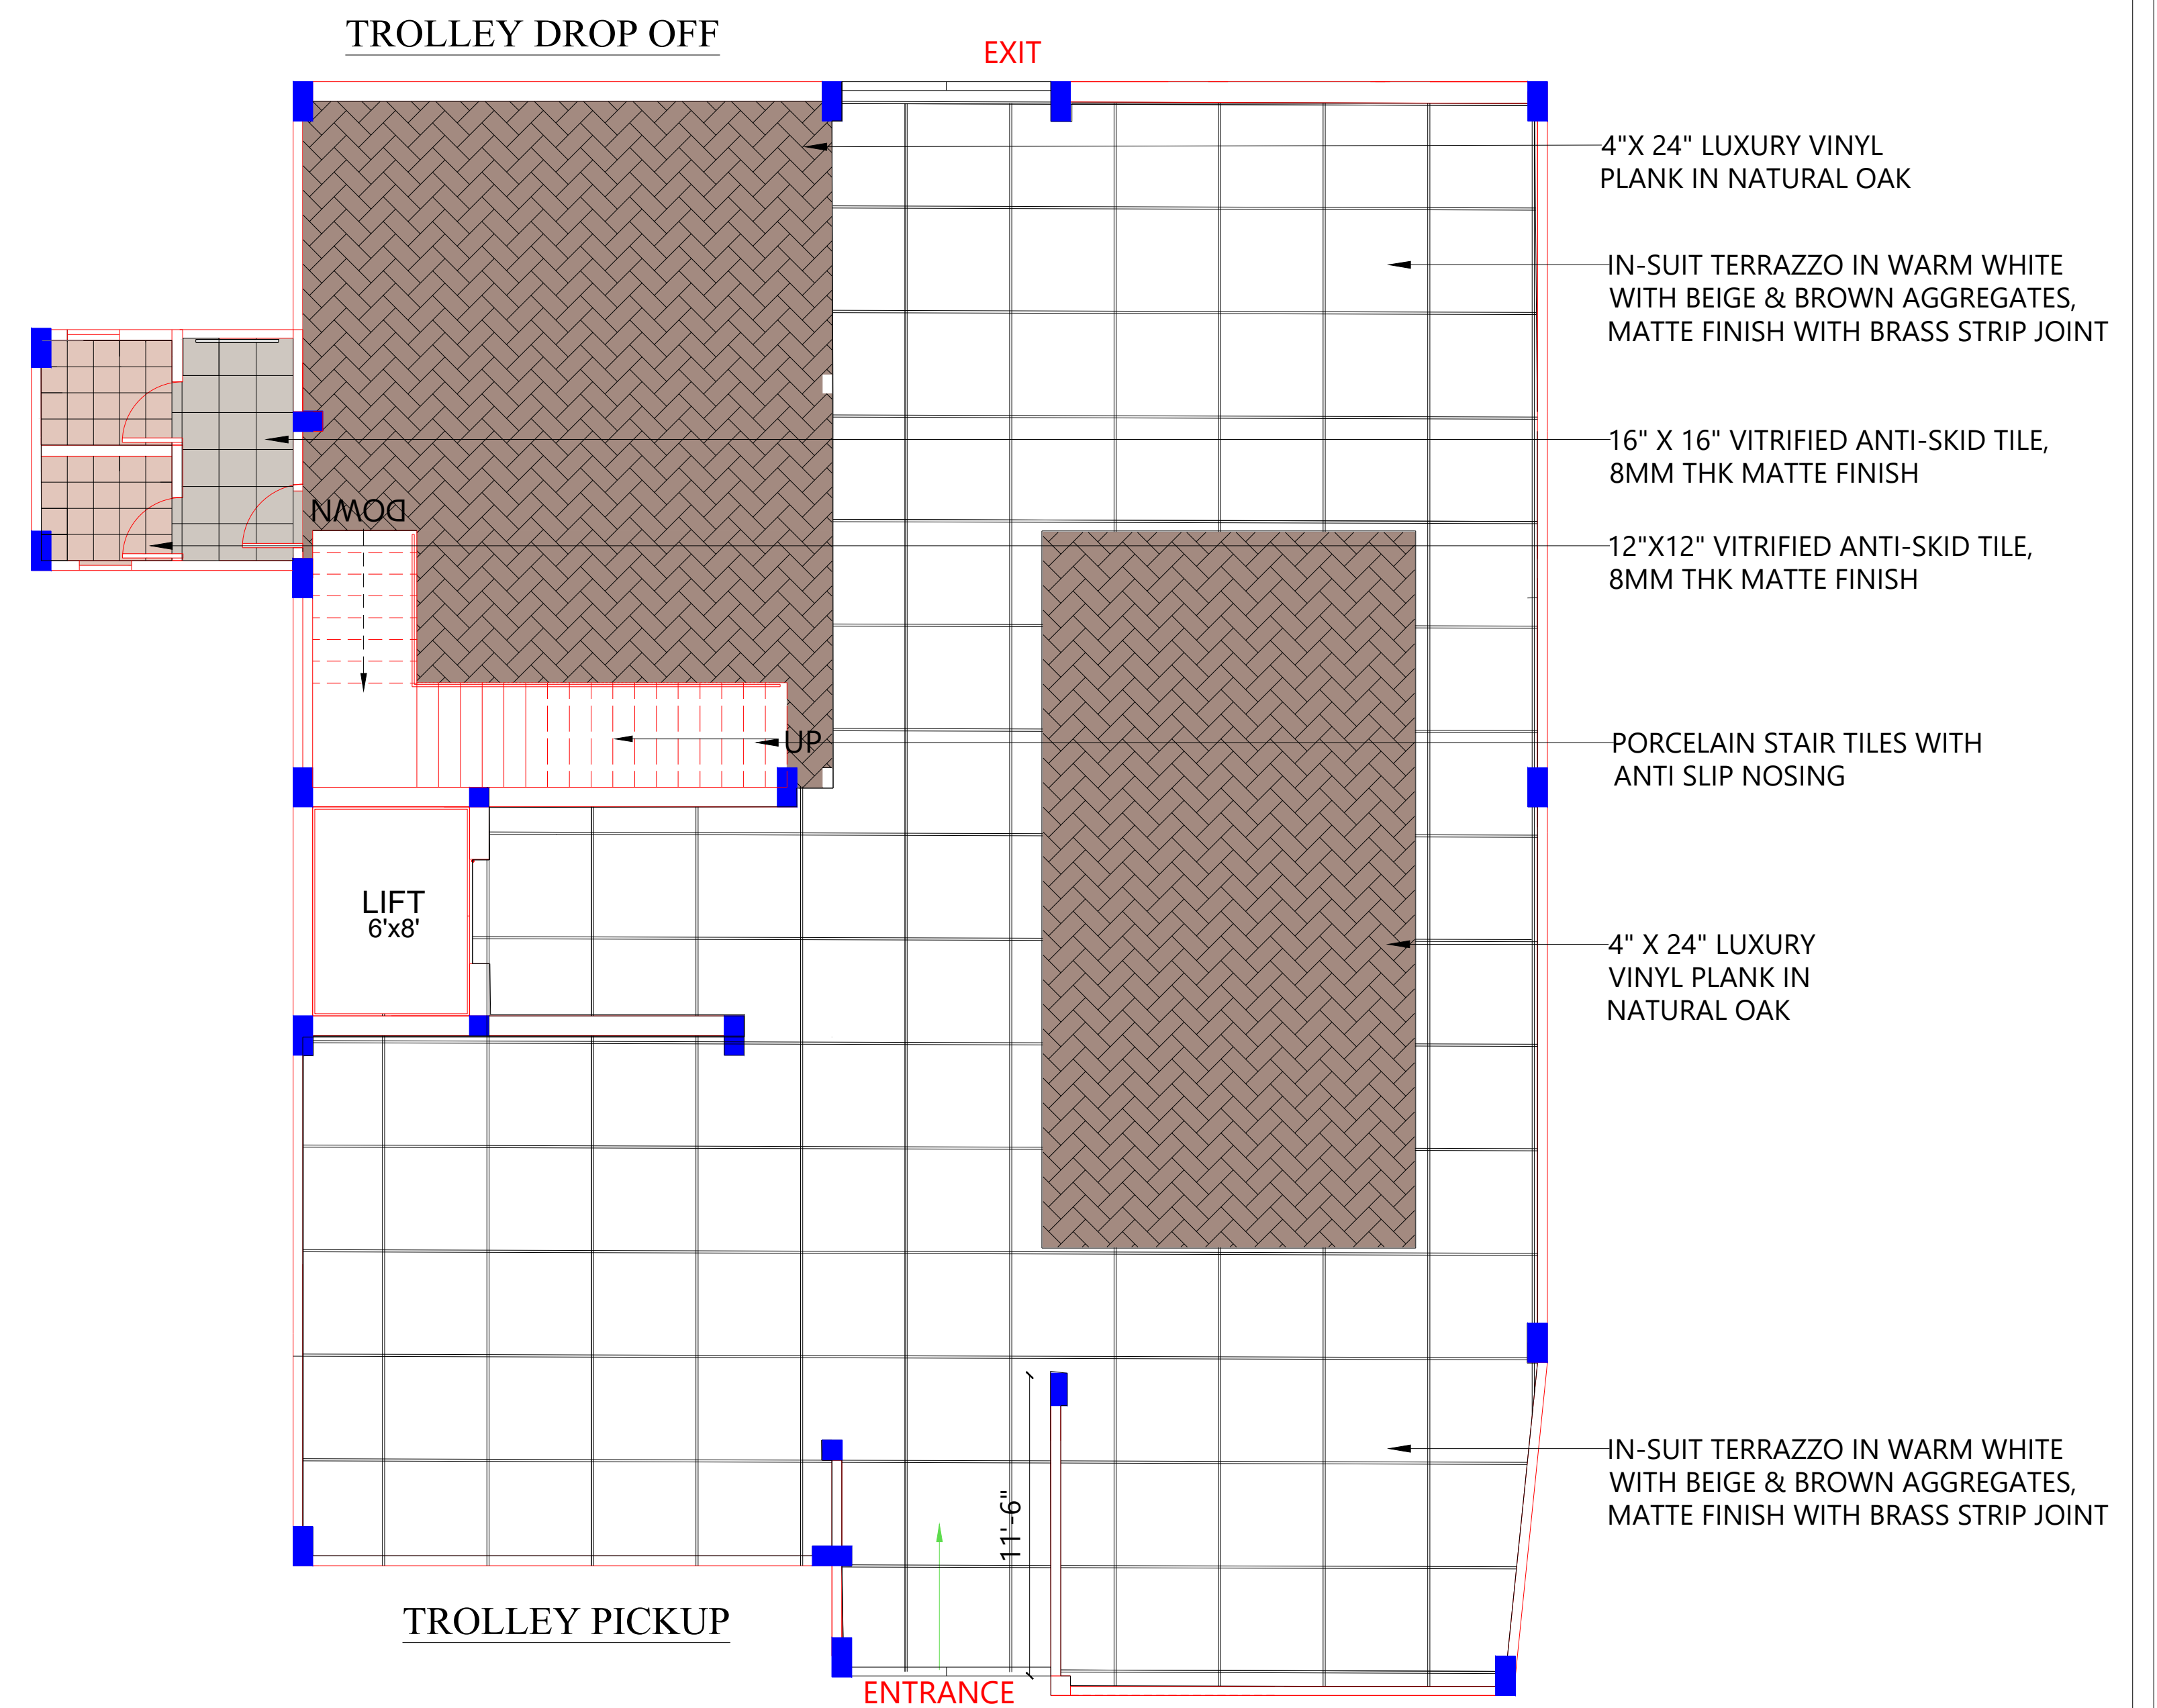 TROLLEY DROP OFF
EXIT
4"X 24" LUXURY VINYL
PLANK IN NATURAL OAK
IN-SUIT TERRAZZO IN WARM WHITE
WITH BEIGE & BROWN AGGREGATES,
MATTE FINISH WITH BRASS STRIP JOINT
16" X 16" VITRIFIED ANTI-SKID TILE,
8MM THK MATTE FINISH
DOWN
12"X12" VITRIFIED ANTI-SKID TILE,
8MM THK MATTE FINISH
UP
PORCELAIN STAIR TILES WITH
ANTI SLIP NOSING
LIFT
6'x8'
4" X 24" LUXURY
VINYL PLANK IN
NATURAL OAK
IN-SUIT TERRAZZO IN WARM WHITE
WITH BEIGE & BROWN AGGREGATES,
MATTE FINISH WITH BRASS STRIP JOINT
11'-6"
TROLLEY PICKUP
ENTRANCE